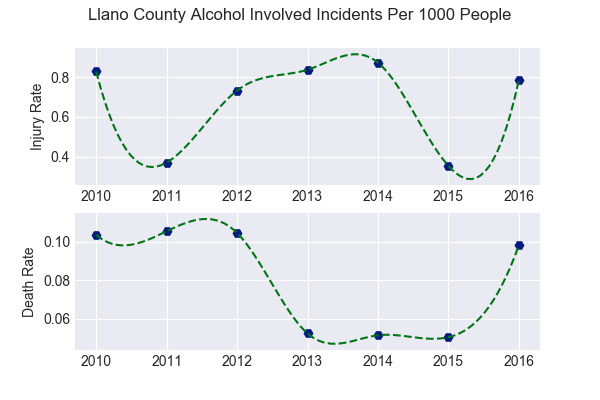 Llano County Alcohol Involved Incidents Per 1000 People
Injury Rate
0.8
0.6
0.4
2010 2011 2012 2013 2014 2015 2016
Death Rate
0.10
0.08
0.06
2010 2011 2012 2013 2014 2015 2016